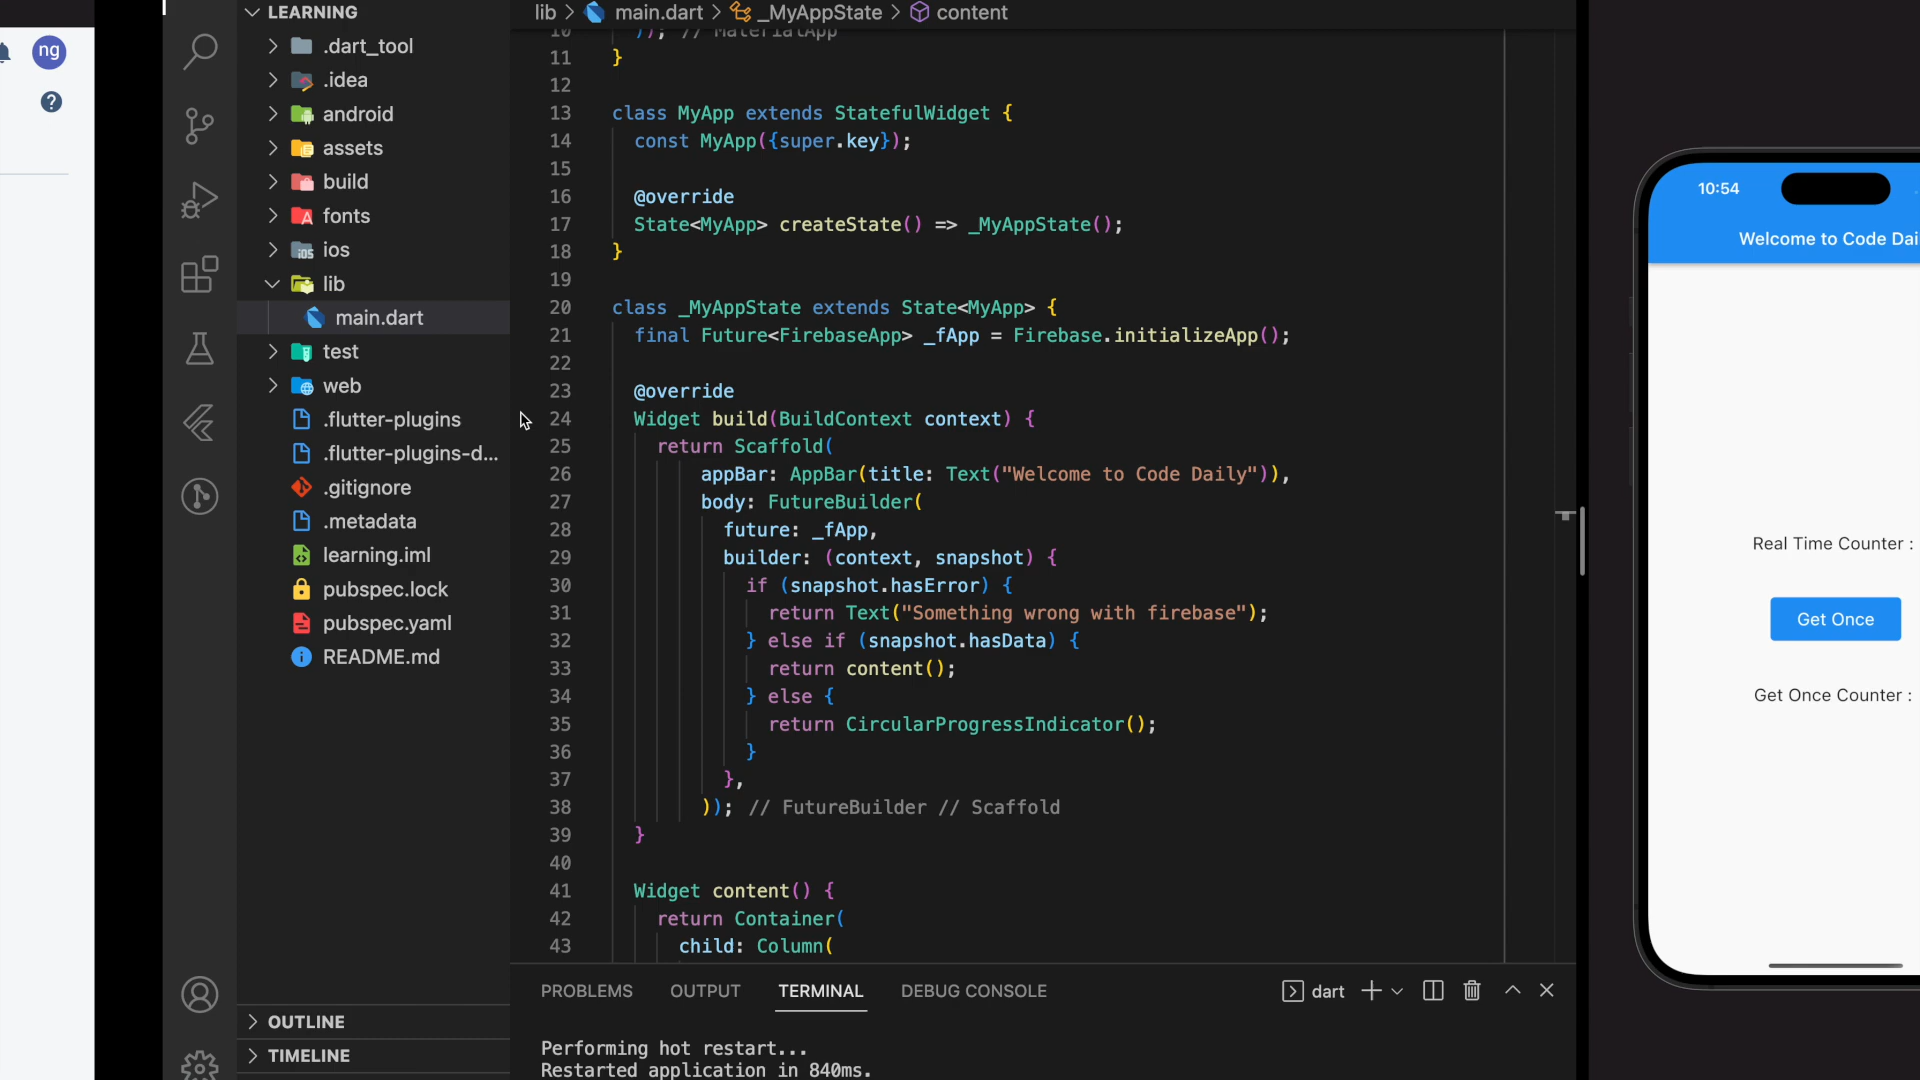 ng
?
LEARNING
.dart_tool
.idea
android
assets
build
fonts
ios
lib
main.dart
test
web
.flutter-plugins
.flutter-plugins-d...
.gitignore
.metadata
learning.iml
pubspec.lock
pubspec.yaml
README.md
OUTLINE
TIMELINE
lib > main.dart > _MyAppState > content
10 )); // MaterialApp
11 }
12
13 class MyApp extends StatefulWidget {
14 const MyApp({super.key});
15
16 @override
17 State<MyApp> createState() => _MyAppState();
18 }
19
20 class _MyAppState extends State<MyApp> {
21 final Future<FirebaseApp> _fApp = Firebase.initializeApp();
22
23 @override
24 Widget build(BuildContext context) {
25 return Scaffold(
26 appBar: AppBar(title: Text("Welcome to Code Daily")),
27 body: FutureBuilder(
28 future: _fApp,
29 builder: (context, snapshot) {
30 if (snapshot.hasError) {
31 return Text("Something wrong with firebase");
32 } else if (snapshot.hasData) {
33 return content();
34 } else {
35 return CircularProgressIndicator();
36 }
37 },
38 )); // FutureBuilder // Scaffold
39 }
40
41 Widget content() {
42 return Container(
43 child: Column(
PROBLEMS OUTPUT TERMINAL DEBUG CONSOLE
dart
Performing hot restart...
Restarted application in 840ms.
10:54
Welcome to Code Dai
Real Time Counter :
Get Once
Get Once Counter :